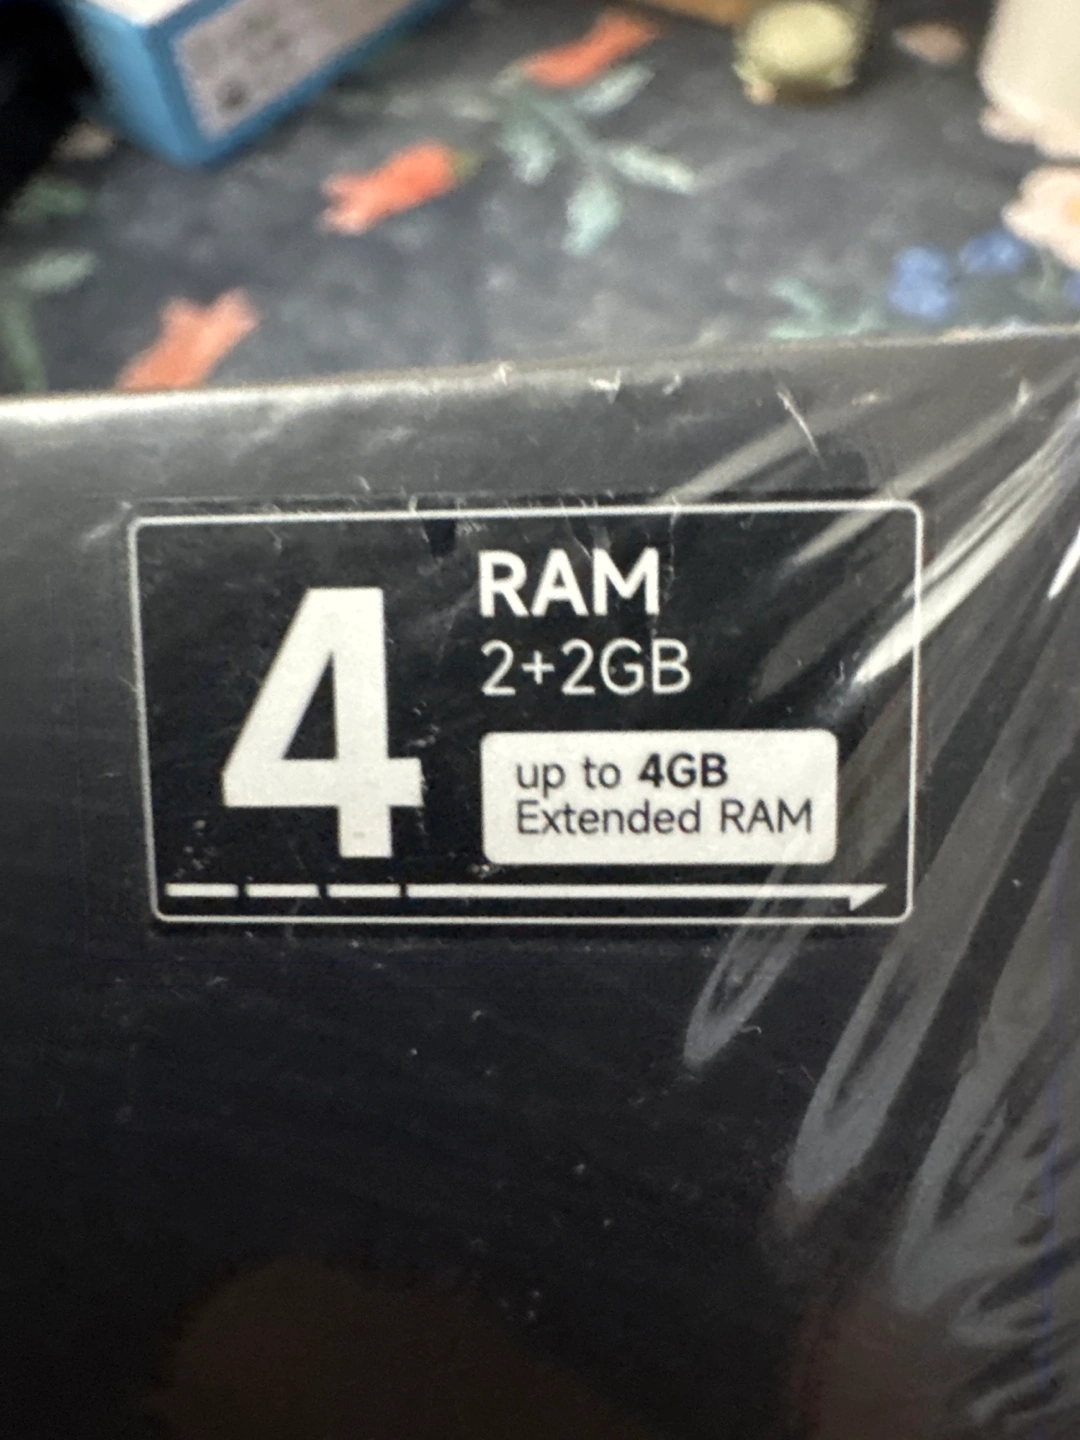 4
RAM
2+2GB
up to 4GB
Extended RAM